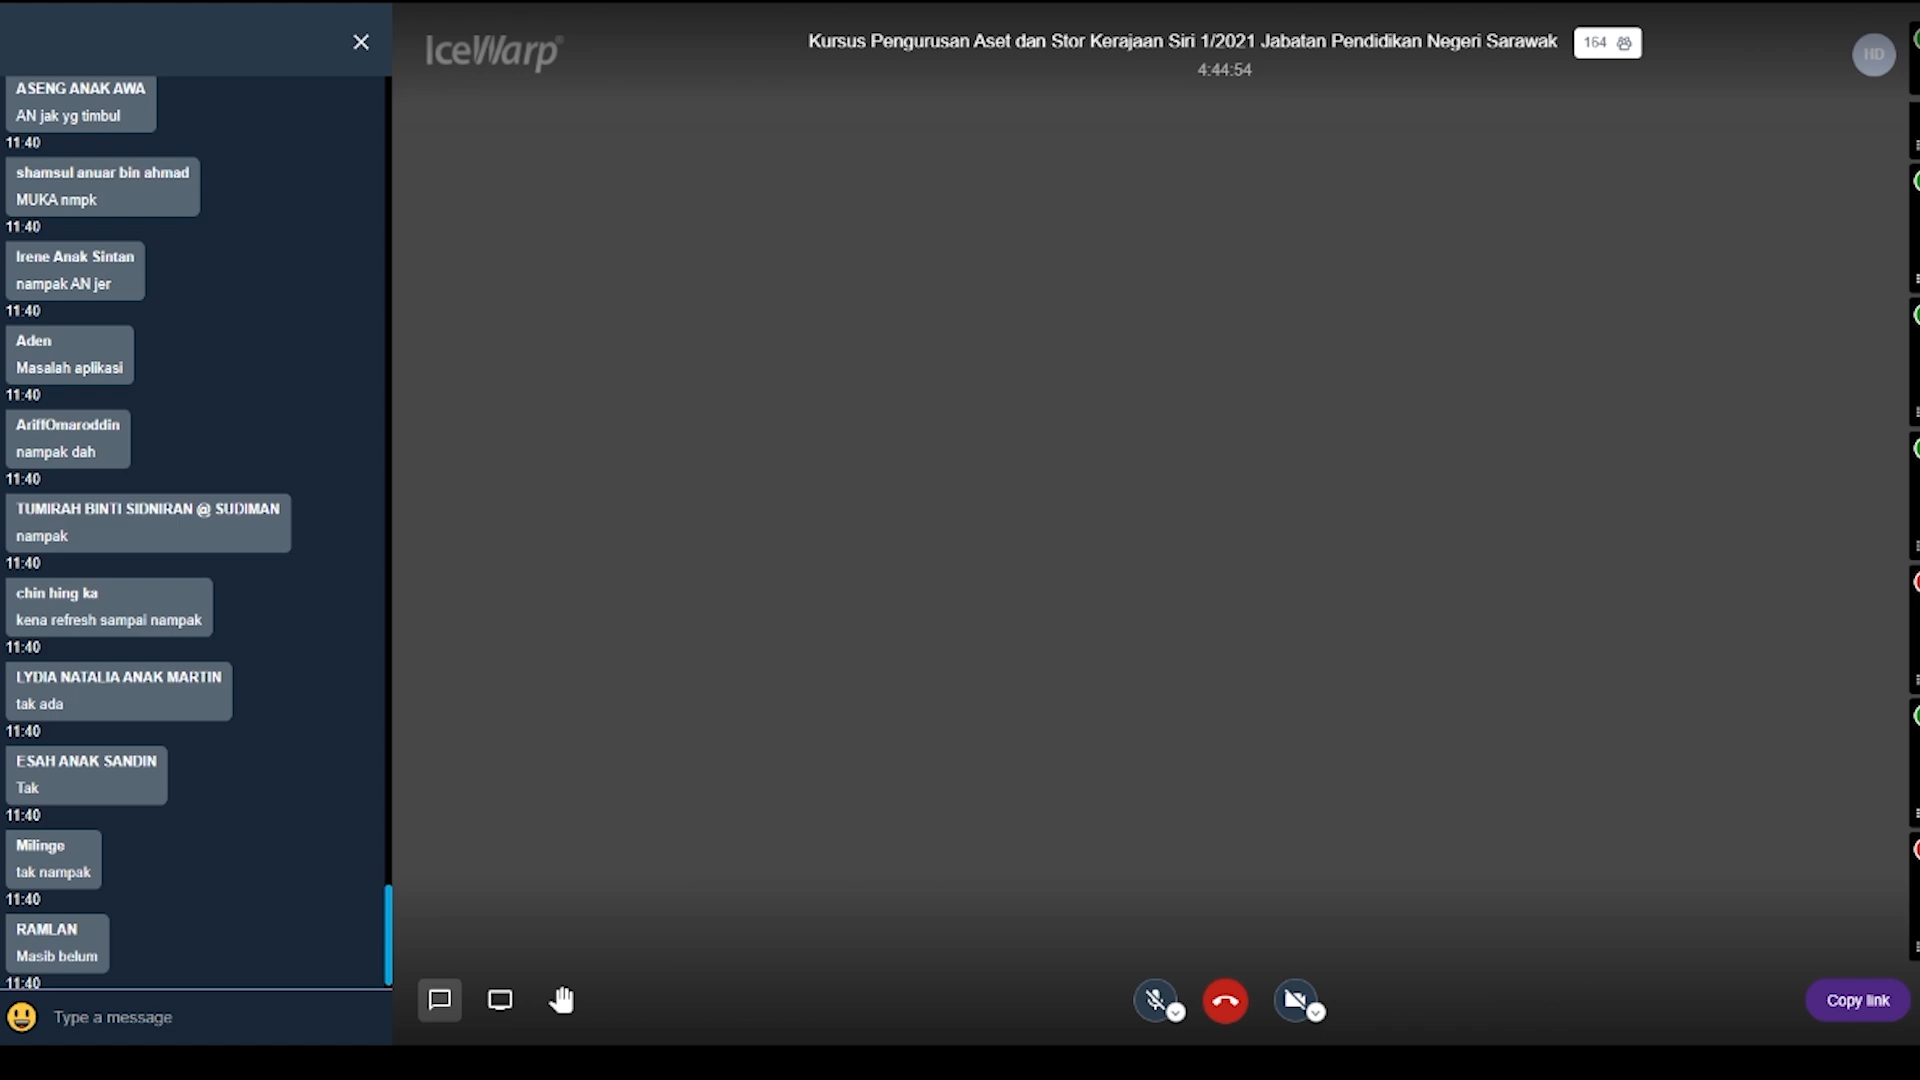 ASENG ANAK AWA
AN jak yg timbul
11:40
shamsul anuar bin ahmad
MUKA nmpk
11:40
Irene Anak Sintan
nampak AN jer
11:40
Aden
Masalah aplikasi
11:40
AriffOmaroddin
nampak dah
11:40
TUMIRAH BINTI SIDNIRAN @ SUDIMAN
nampak
11:40
chin hing ka
kena refresh sampai nampak
11:40
LYDIA NATALIA ANAK MARTIN
tak ada
11:40
ESAH ANAK SANDIN
Tak
11:40
Milinge
tak nampak
11:40
RAMLAN
Masib belum
11:40
Type a message
IceWarp®
Kursus Pengurusan Aset dan Stor Kerajaan Siri 1/2021 Jabatan Pendidikan Negeri Sarawak
164
4:44:54
HD
Copy link